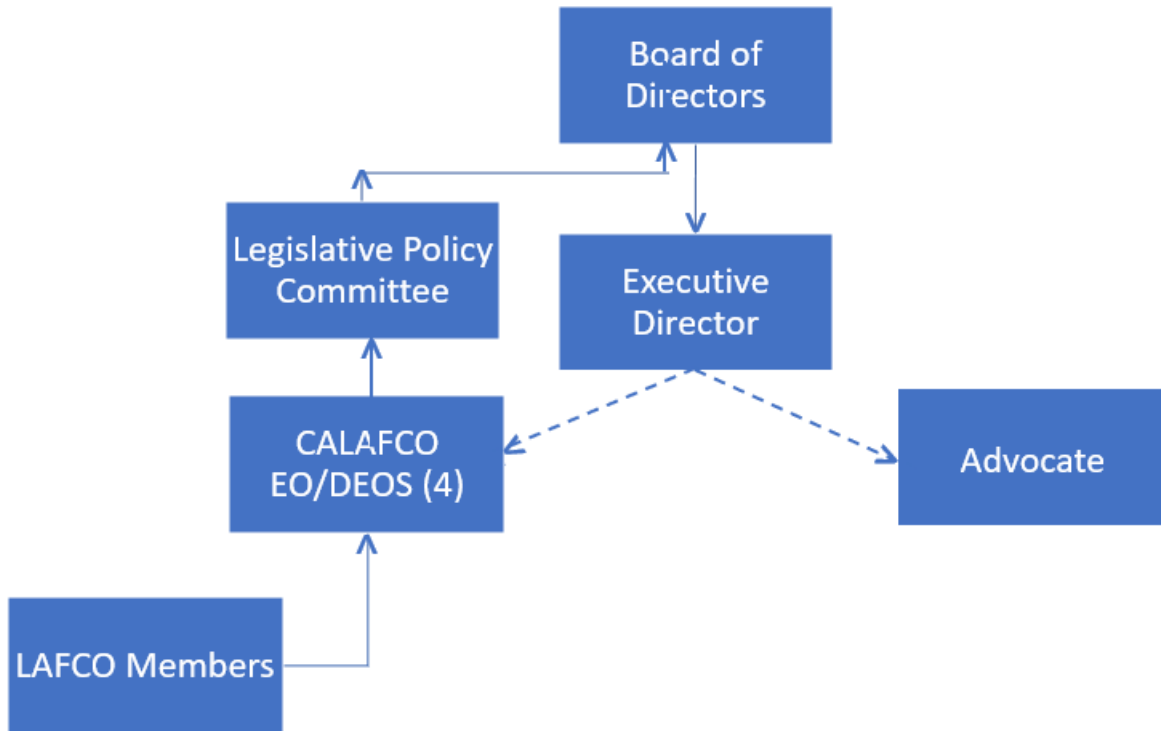 Board of
Directors
Legislative Policy
Committee
Executive
Director
CALAFCO
EO/DEOS (4)
Advocate
LAFCO Members